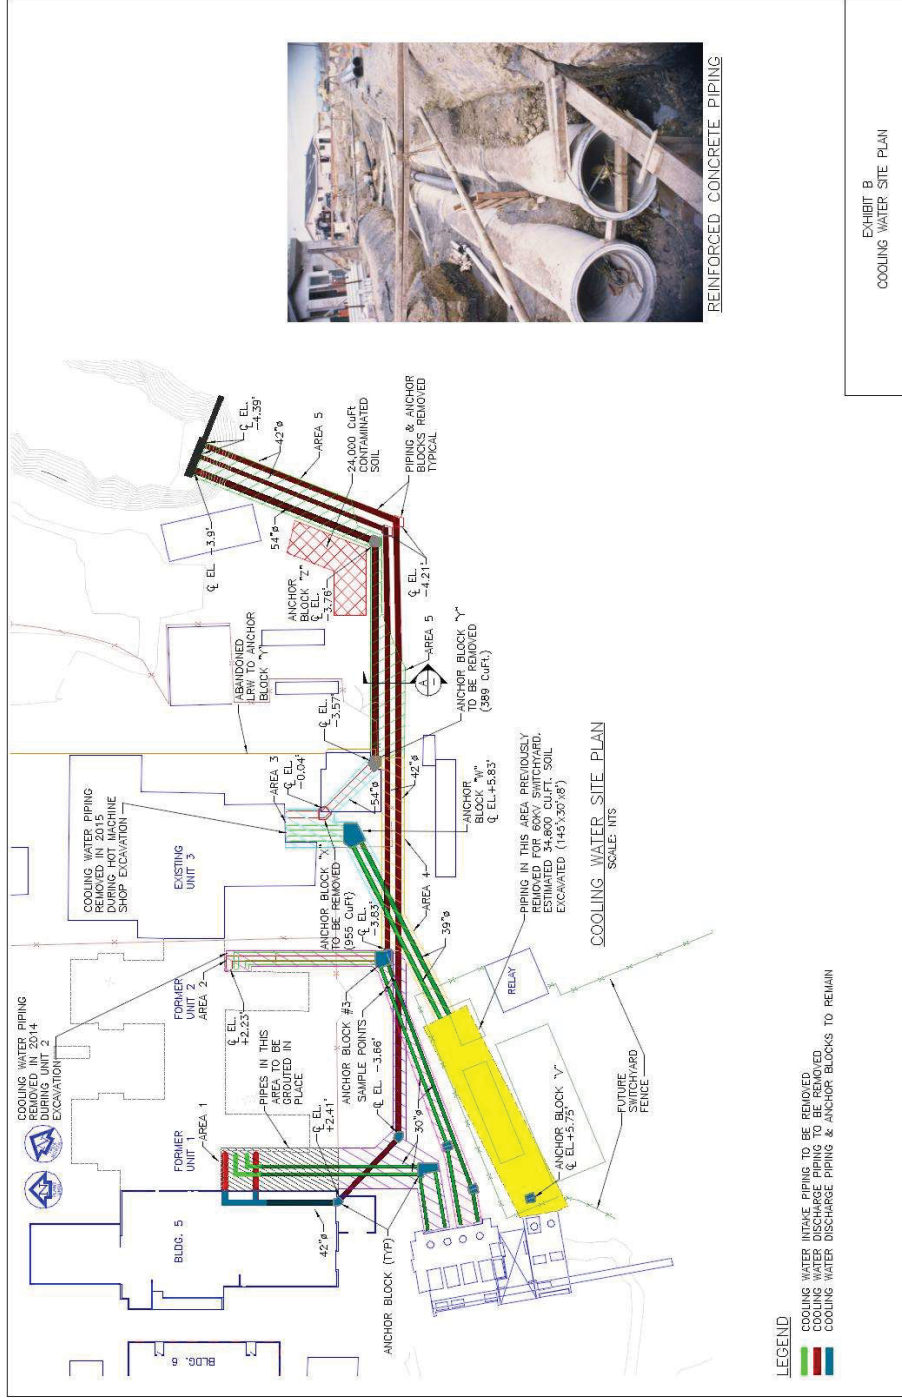 COOLING WATER PIPING
REMOVED IN 2014
DURING UNIT 2
EXCAVATION
COOLING WATER PIPING
REMOVED IN 2015
DURING HOT MACHINE
SHOP EXCAVATION
ABANDONED
LRW TO ANCHOR
BLOCK "Y"
BLDG. 6
BLDG. 5
FORMER
UNIT 1
AREA 1
FORMER
UNIT 2
AREA 2
EXISTING
UNIT 3
AREA 3
℄ EL.
-0.04'
℄ EL.
+2.23'
PIPES IN THIS
AREA TO BE
GROUTED IN
PLACE
℄ EL.
+2.41'
42"ø
ANCHOR BLOCK (TYP)
ANCHOR BLOCK #3
SAMPLE POINTS
℄ EL. -3.66'
30"ø
ANCHOR BLOCK "X"
TO BE REMOVED
(955 CuFt)
℄ EL.
-3.83'
℄ EL.
-3.57'
54"ø
42"ø
AREA 4
39"ø
ANCHOR
BLOCK "W"
℄ EL.+5.83'
ANCHOR BLOCK "Y"
TO BE REMOVED
(389 CuFt.)
A
AREA 5
ANCHOR
BLOCK "Z"
℄ EL.
-3.76'
℄ EL.
-4.21'
℄ EL. -3.9'
54"ø
℄ EL.
-4.39'
42"ø
AREA 5
24,000 CuFt
CONTAMINATED
SOIL
PIPING & ANCHOR
BLOCKS REMOVED
TYPICAL
PIPING IN THIS AREA PREVIOUSLY
REMOVED FOR 60KV SWITCHYARD.
ESTIMATED 34,800 CU.FT. SOIL
EXCAVATED (145'x30'x8')
RELAY
ANCHOR BLOCK "V"
℄ EL+5.75'
FUTURE
SWITCHYARD
FENCE
COOLING WATER SITE PLAN
SCALE: NTS
REINFORCED CONCRETE PIPING
LEGEND
COOLING WATER INTAKE PIPING TO BE REMOVED
COOLING WATER DISCHARGE PIPING TO BE REMOVED
COOLING WATER DISCHARGE PIPING & ANCHOR BLOCKS TO REMAIN
EXHIBIT B
COOLING WATER SITE PLAN